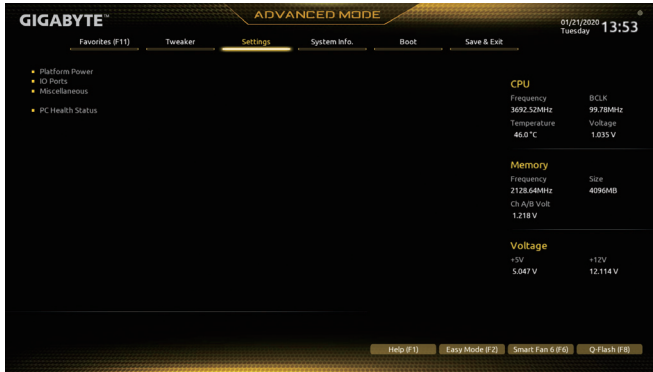 GIGABYTE™
ADVANCED MODE
01/21/2020
Tuesday
13:53
Favorites (F11) Tweaker Settings System Info. Boot Save & Exit
Platform Power
IO Ports
Miscellaneous
PC Health Status
CPU
Frequency BCLK
3692.52MHz 99.78MHz
Temperature Voltage
46.0 °C 1.035 V
Memory
Frequency Size
2128.64MHz 4096MB
Ch A/B Volt
1.218 V
Voltage
+5V +12V
5.047 V 12.114 V
Help (F1) Easy Mode (F2) Smart Fan 6 (F6) Q-Flash (F8)